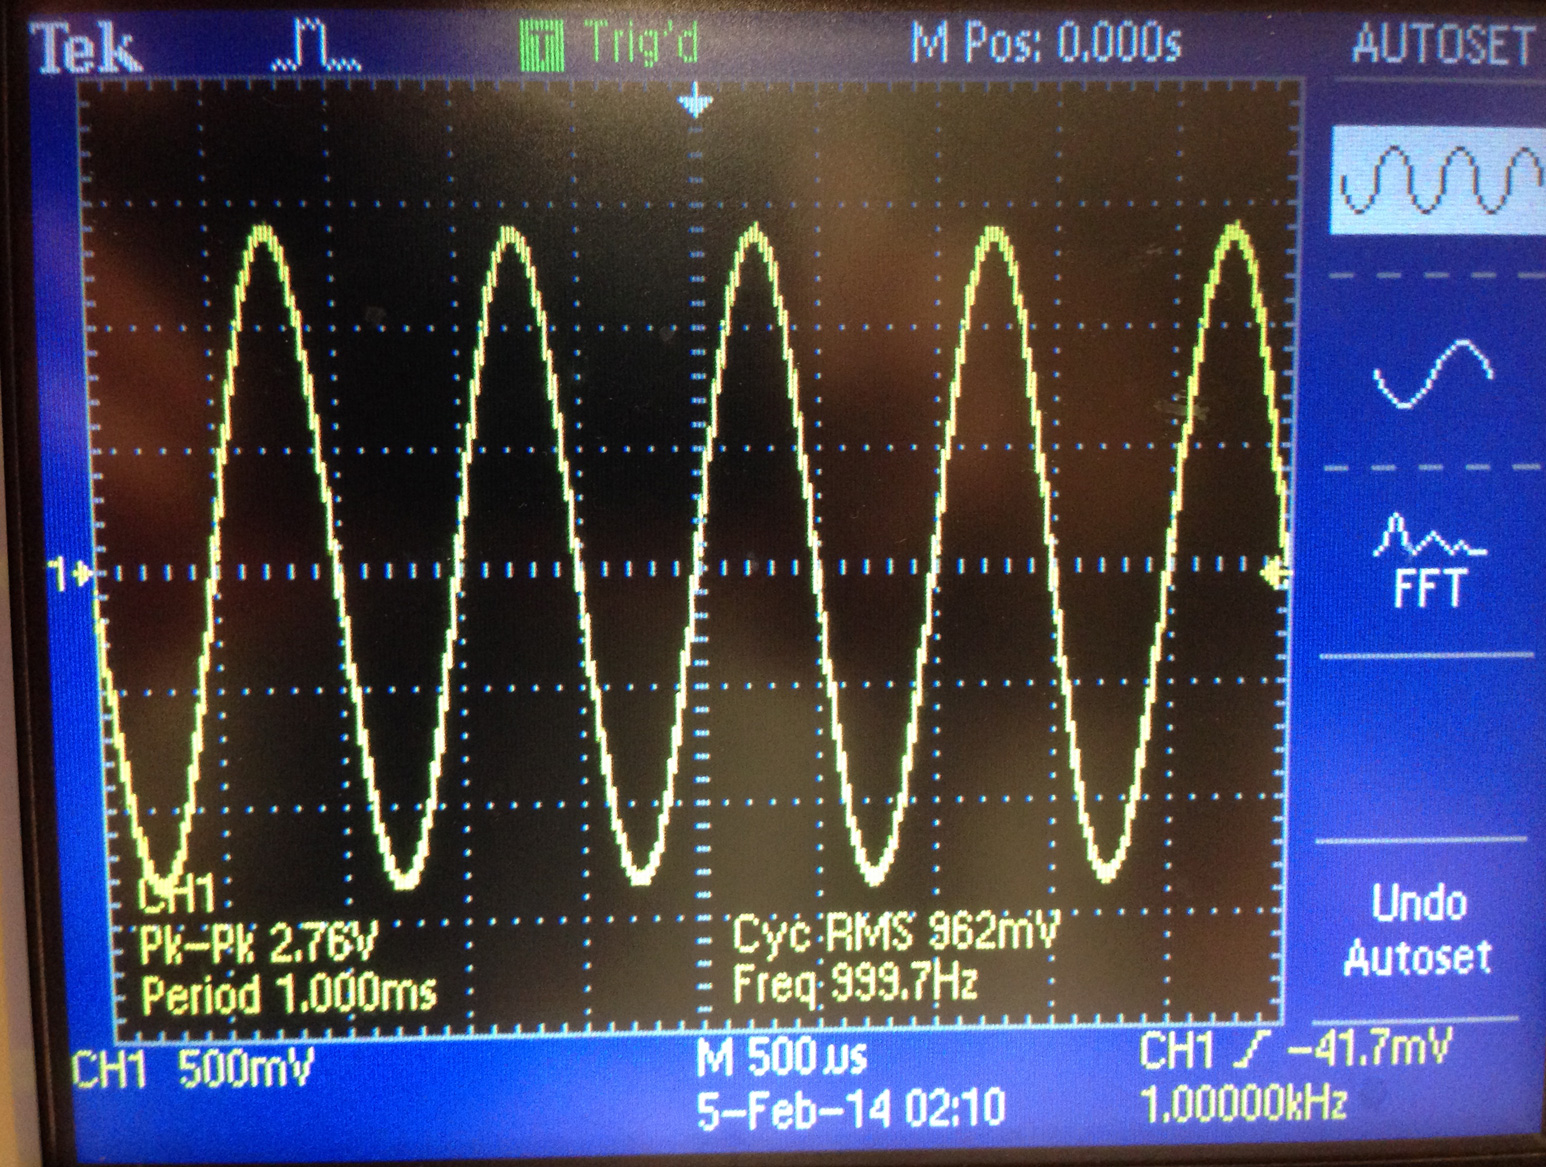 Tek T Trig'd M Pos: 0.000s AUTOSET
1
FFT
CH1
Pk-Pk 2.76V Cyc RMS 962mV
Period 1.000ms Freq 999.7Hz
Undo
Autoset
CH1 500mV M 500µs CH1 -41.7mV
5-Feb-14 02:10 1.00000kHz